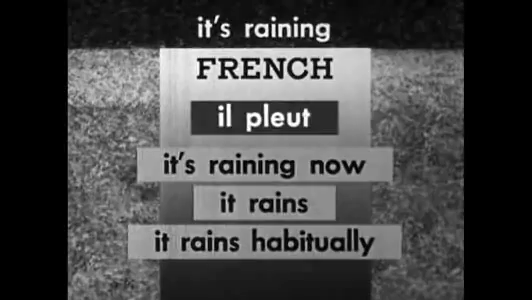 it's raining
FRENCH
il pleut
it's raining now
it rains
it rains habitually